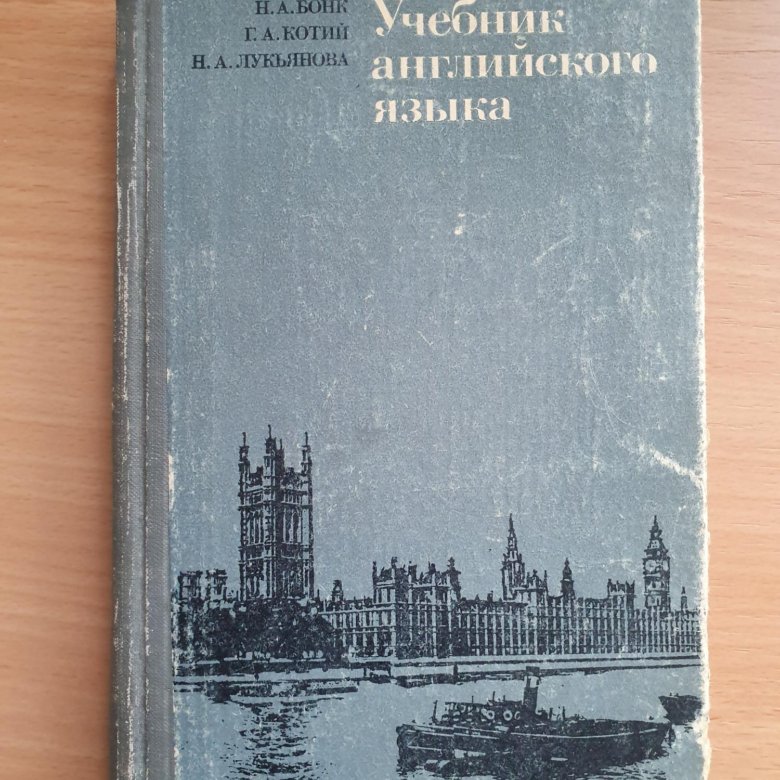 Н. А. БОНК
Г. А. КОТИЙ
Н. А. ЛУКЬЯНОВА
Учебник
английского
языка